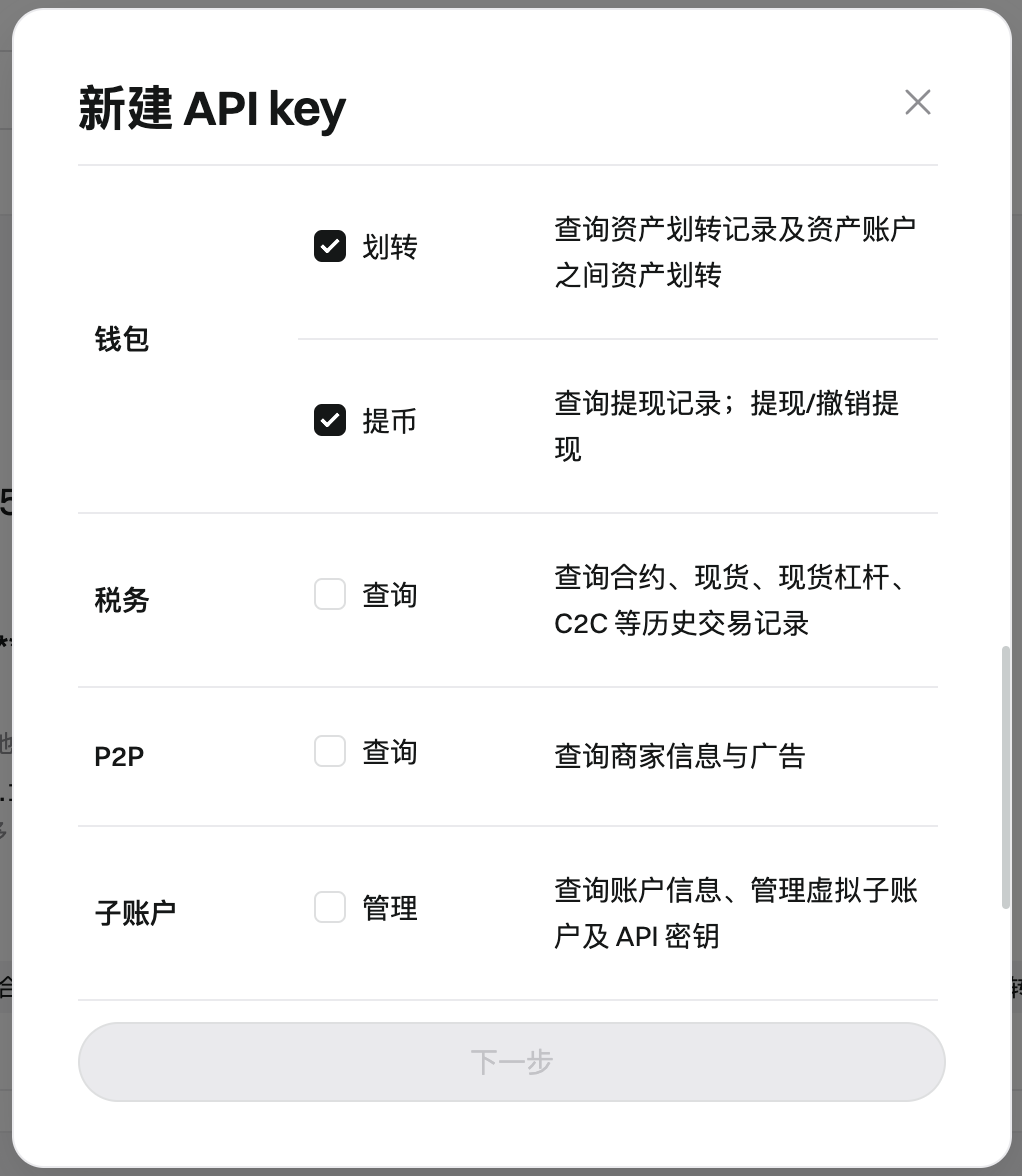 新建 API key
划转
查询资产划转记录及资产账户
之间资产划转
钱包
提币
查询提现记录；提现/撤销提
现
税务
查询
查询合约、现货、现货杠杆、
C2C 等历史交易记录
P2P
查询
查询商家信息与广告
子账户
管理
查询账户信息、管理虚拟子账
户及 API 密钥
下一步